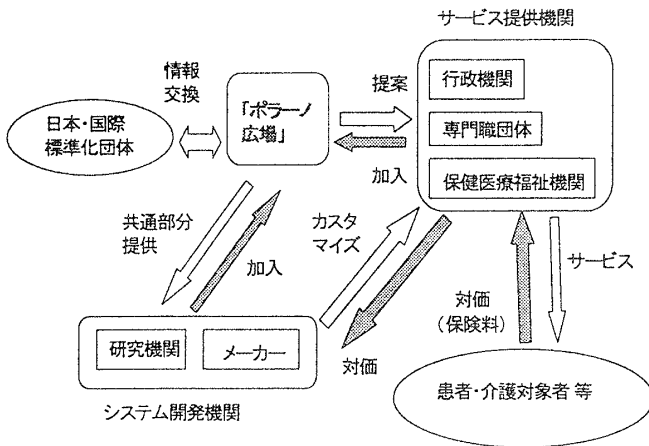 サービス提供機関
情報
交換
提案
行政機関
「ポラーノ
広場」
日本・国際
標準化団体
専門職団体
加入
保健医療福祉機関
共通部分
提供
カスタ
マイズ
加入
サービス
対価
（保険料）
研究機関
メーカー
対価
患者・介護対象者 等
システム開発機関